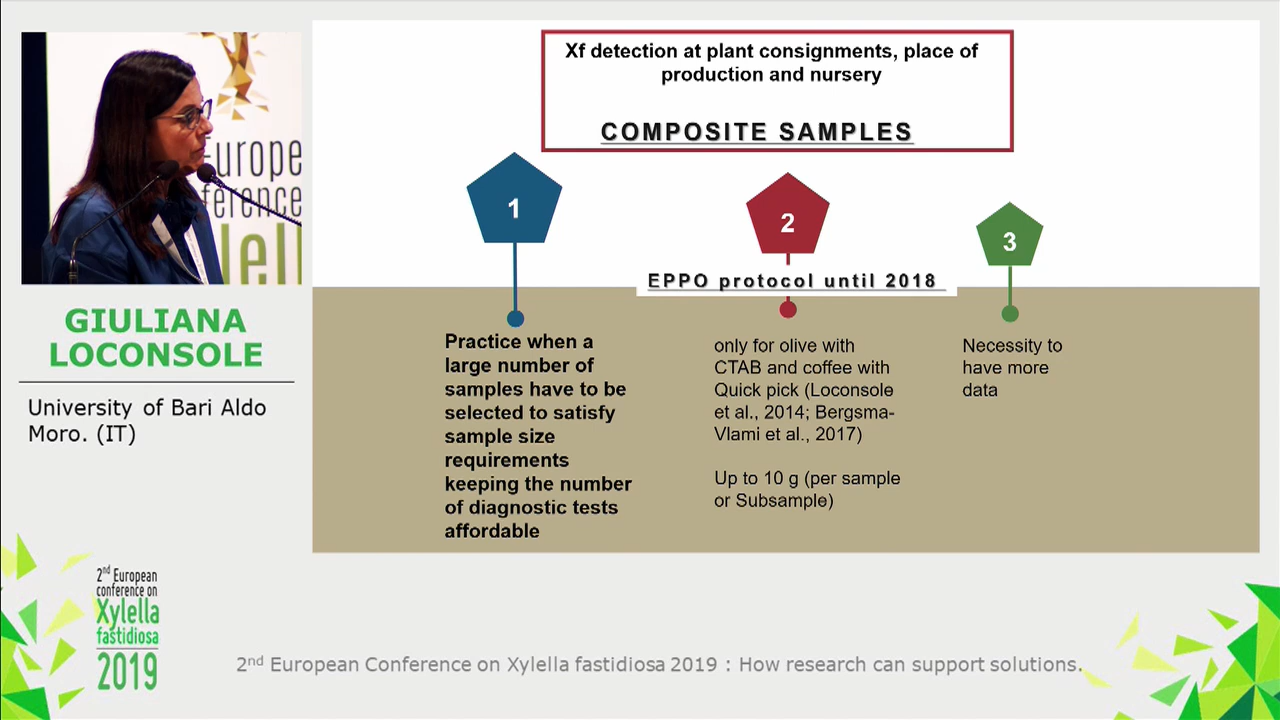 Xf detection at plant consignments, place of
production and nursery
COMPOSITE SAMPLES
1
2
3
EPPO protocol until 2018
Practice when a
large number of
samples have to be
selected to satisfy
sample size
requirements
keeping the number
of diagnostic tests
affordable
only for olive with
CTAB and coffee with
Quick pick (Loconsole
et al., 2014; Bergsma-
Vlami et al., 2017)
Up to 10 g (per sample
or Subsample)
Necessity to
have more
data
GIULIANA
LOCONSOLE
University of Bari Aldo
Moro. (IT)
2nd European
conference on
Xylella
fastidiosa
2019
2nd European Conference on Xylella fastidiosa 2019 : How research can support solutions.